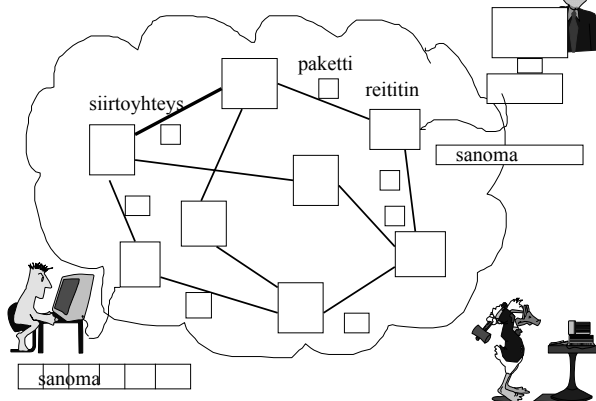 paketti
reititin
siirtoyhteys
sanoma
sanoma